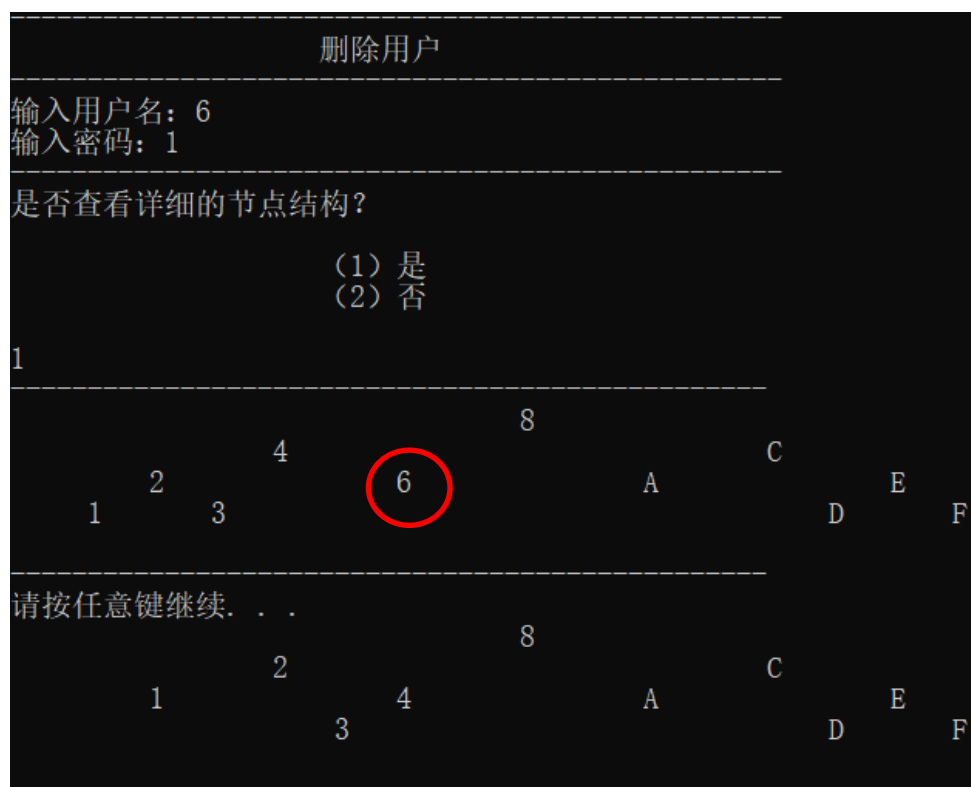 删除用户
输入用户名: 6
输入密码: 1
是否查看详细的节点结构?
(1) 是
(2) 否
1
8
4 C
2 6 A E
1 3 D F
请按任意键继续. . .
8
2 C
1 4 A E
3 D F